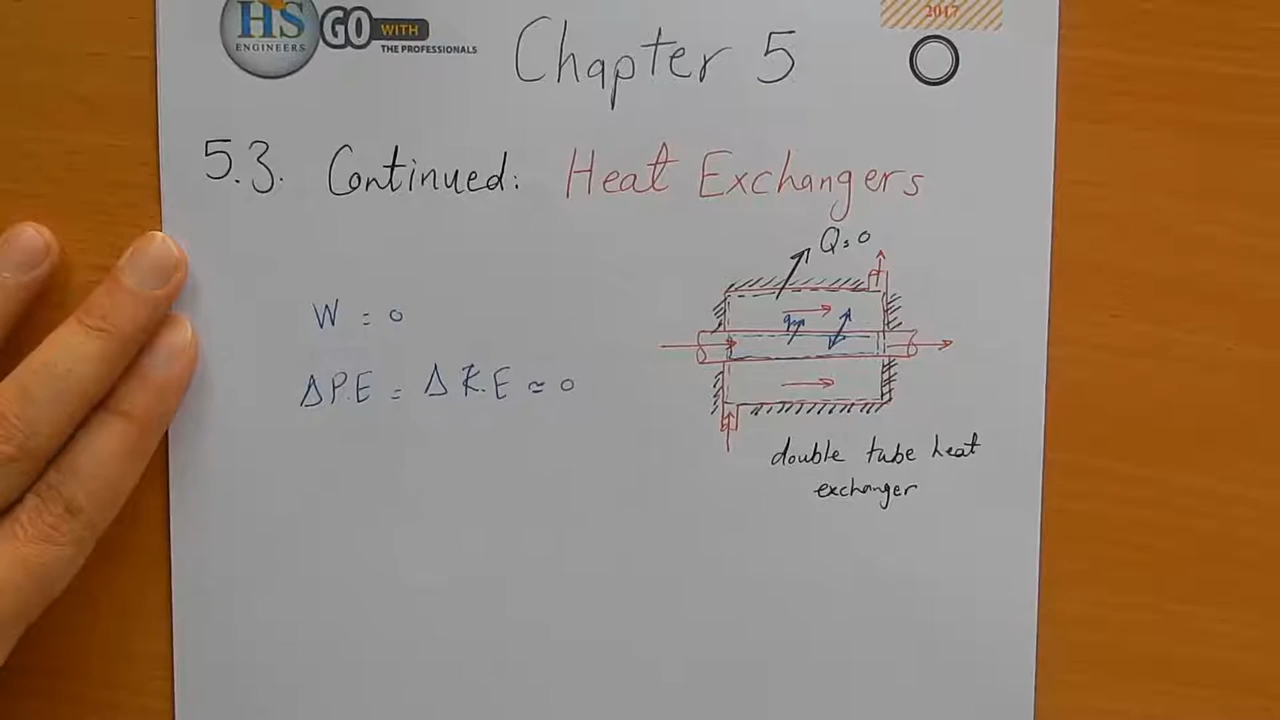 HS
ENGINEERS
GO WITH
THE PROFESSIONALS
2017
Chapter 5
5.3. Continued: Heat Exchangers
Q=0
W = 0
ΔP.E = ΔK.E ≈ 0
double tube heat
exchanger